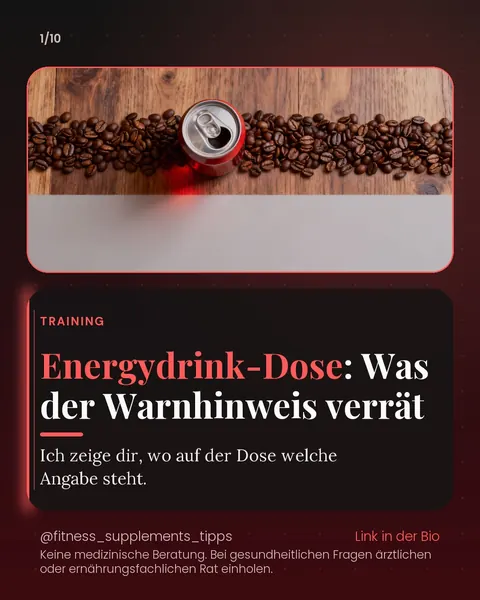 1/10
TRAINING
Energydrink-Dose: Was
der Warnhinweis verrät
Ich zeige dir, wo auf der Dose welche
Angabe steht.
@fitness_supplements_tipps
Link in der Bio
Keine medizinische Beratung. Bei gesundheitlichen Fragen ärztlichen
oder ernährungsfachlichen Rat einholen.